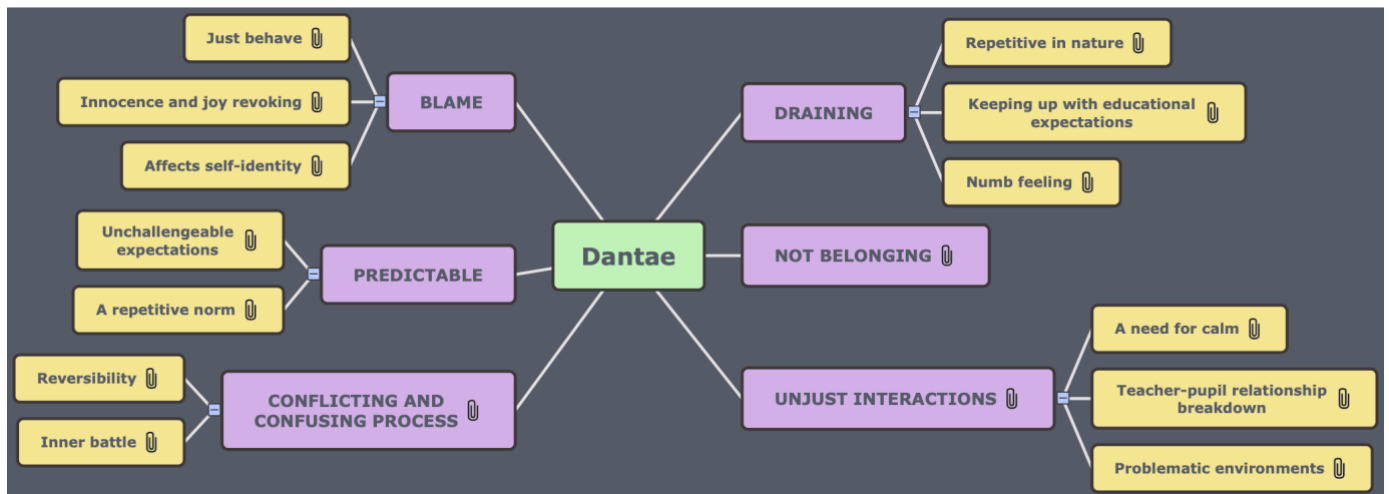 Just behave
Innocence and joy revoking
Affects self-identity
BLAME
Unchallengeable
expectations
A repetitive norm
PREDICTABLE
Reversibility
Inner battle
CONFLICTING AND
CONFUSING PROCESS
Dantae
DRAINING
Repetitive in nature
Keeping up with educational
expectations
Numb feeling
NOT BELONGING
UNJUST INTERACTIONS
A need for calm
Teacher-pupil relationship
breakdown
Problematic environments